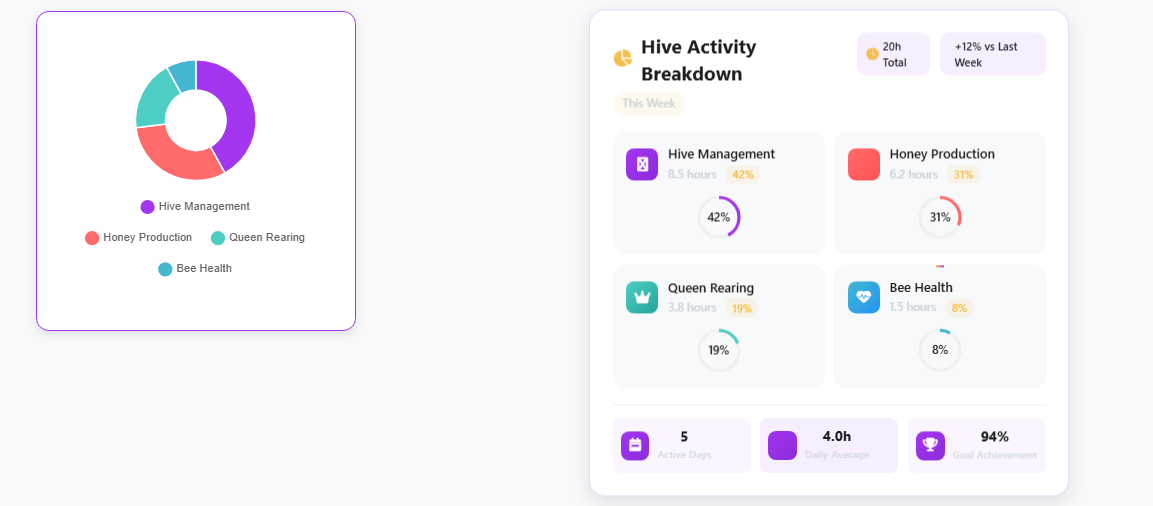 Hive Management
Honey Production
Queen Rearing
Bee Health
Hive Activity
Breakdown
20h
Total
+12% vs Last
Week
This Week
Hive Management
8.5 hours
42%
42%
Honey Production
6.2 hours
31%
31%
Queen Rearing
3.8 hours
19%
19%
Bee Health
1.5 hours
8%
8%
5
Active Days
4.0h
Daily Average
94%
Goal Achievement